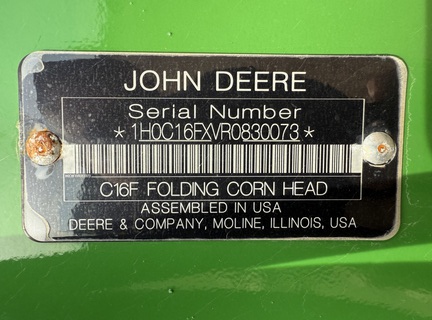 JOHN DEERE
Serial Number
*1H0C16FXVR0830073*
C16F FOLDING CORN HEAD
ASSEMBLED IN USA
DEERE & COMPANY, MOLINE, ILLINOIS, USA